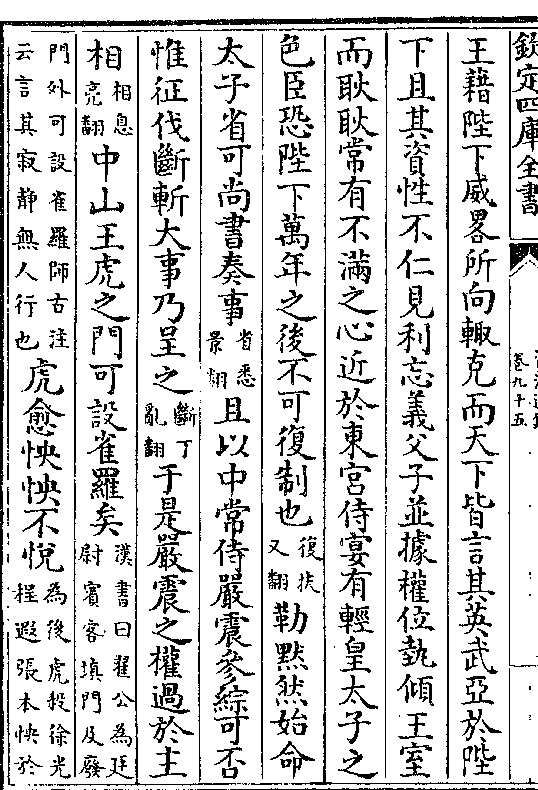 欽定四庫全書
卷九十五
王藉陛下威畧所向輙克而天下皆言其英武亞於陛
下且其資性不仁見利忘義父子並據權位勢傾王室
而耿耿常有不滿之心近於東宮侍宴有輕皇太子之
色臣恐陛下萬年之後不可復制也復扶又翻勒黙然始命
太子省可尚書奏事省悉景翻且以中常侍嚴震參綜可否
惟征伐斷斬大事乃呈之斷丁亂翻于是嚴震之權過於主
相相息亮翻中山王虎之門可設雀羅矣漢書曰翟公為廷尉賓客填門及廢
門外可設雀羅師古注云言其寂静無人行也虎愈怏怏不悦為後虎殺徐光程遐張本怏於